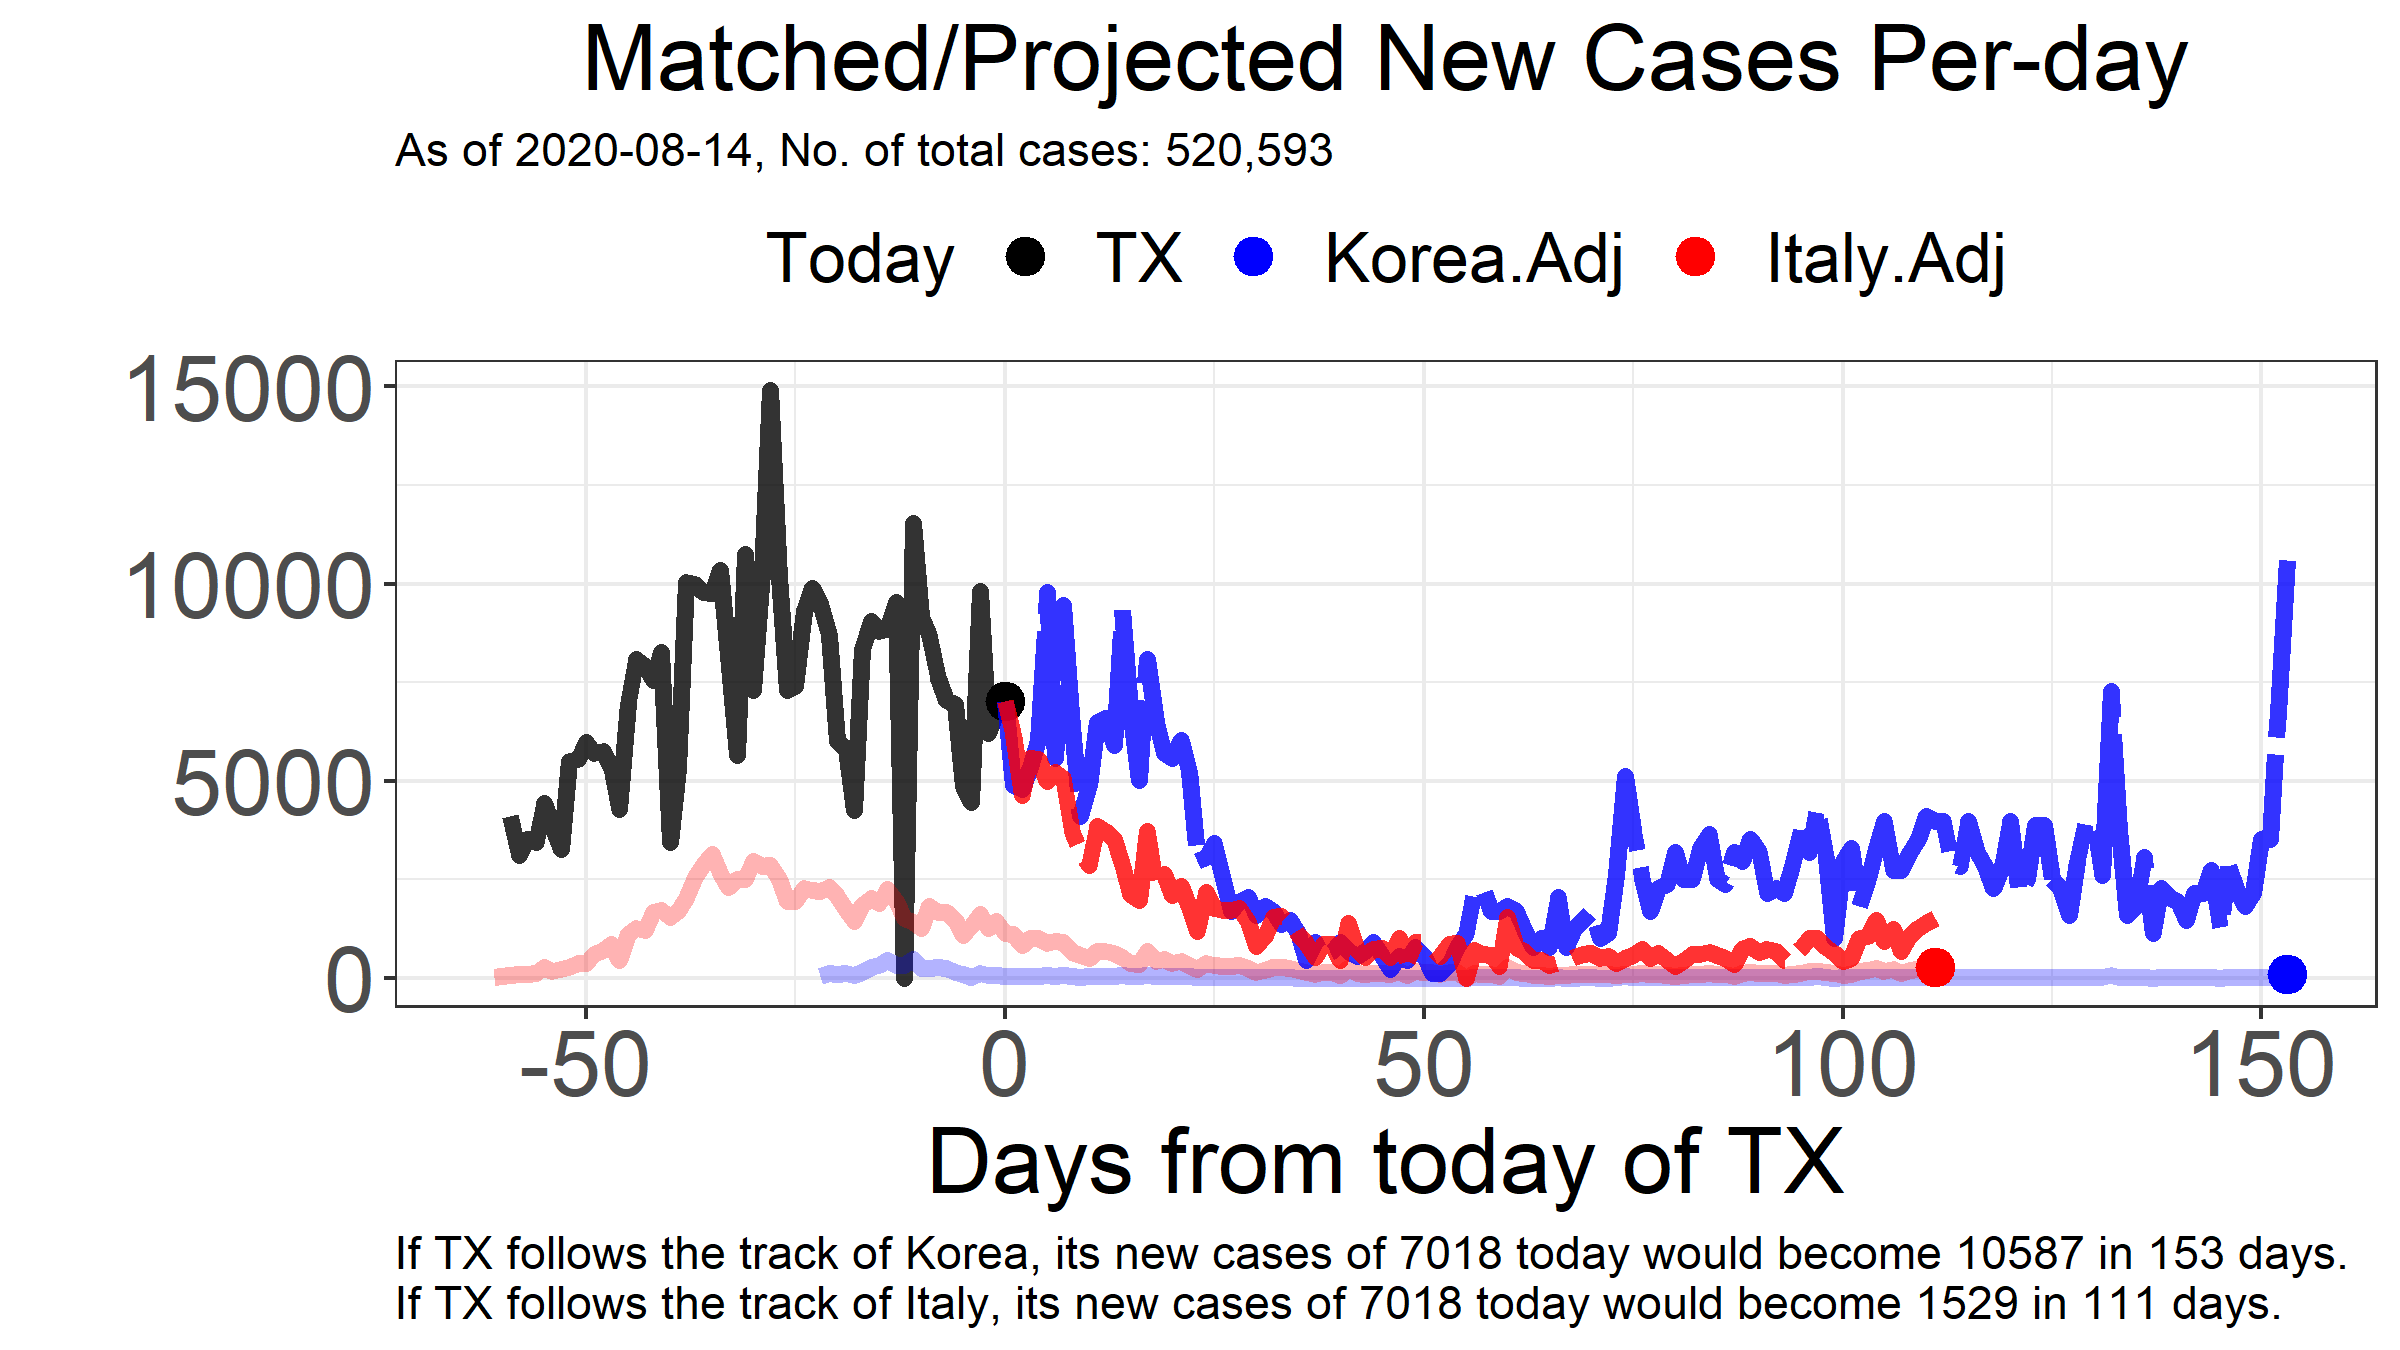 Matched/Projected New Cases Per-day
As of 2020-08-14, No. of total cases: 520,593
Today TX Korea.Adj Italy.Adj
15000
10000
5000
0
-50 0 50 100 150
Days from today of TX
If TX follows the track of Korea, its new cases of 7018 today would become 10587 in 153 days.
If TX follows the track of Italy, its new cases of 7018 today would become 1529 in 111 days.